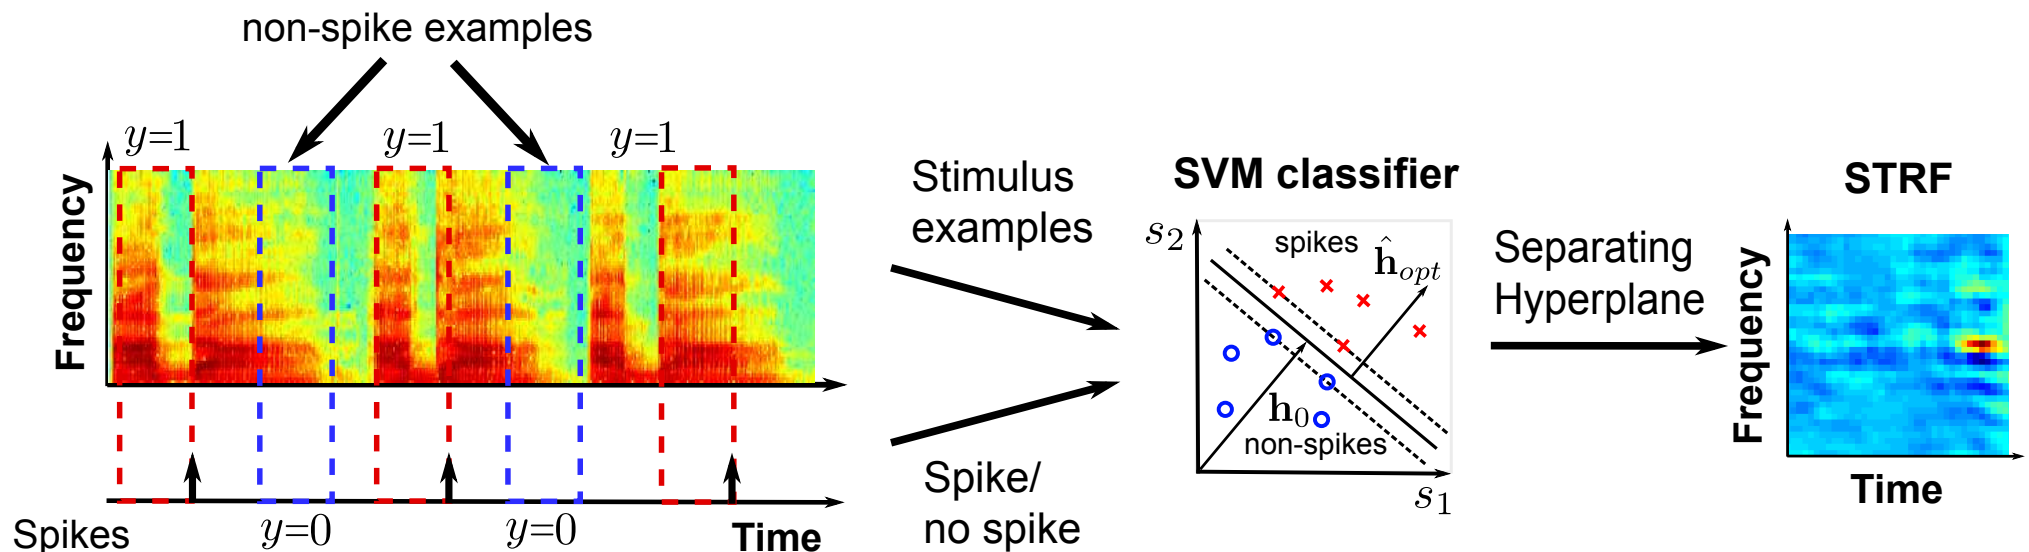 non-spike examples
y=1
y=1
y=1
Frequency
Spikes
y=0
y=0
Time
Stimulus
examples
Spike/
no spike
SVM classifier
s₂
spikes
ĥₒₚₜ
h₀
non-spikes
s₁
Separating
Hyperplane
STRF
Frequency
Time